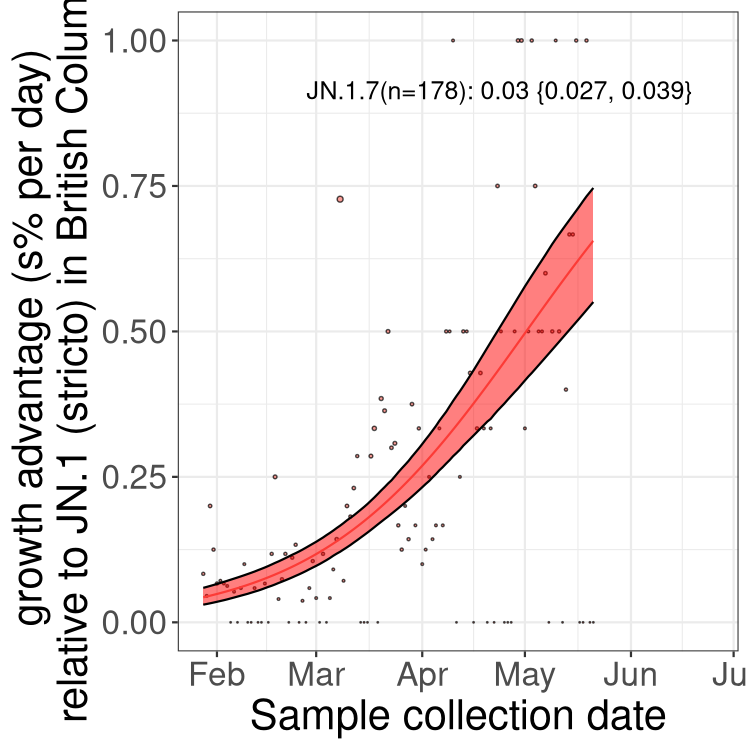 growth advantage (s% per day)
relative to JN.1 (stricto) in British Colum
1.00
0.75
0.50
0.25
0.00
JN.1.7(n=178): 0.03 {0.027, 0.039}
Feb Mar Apr May Jun Ju
Sample collection date